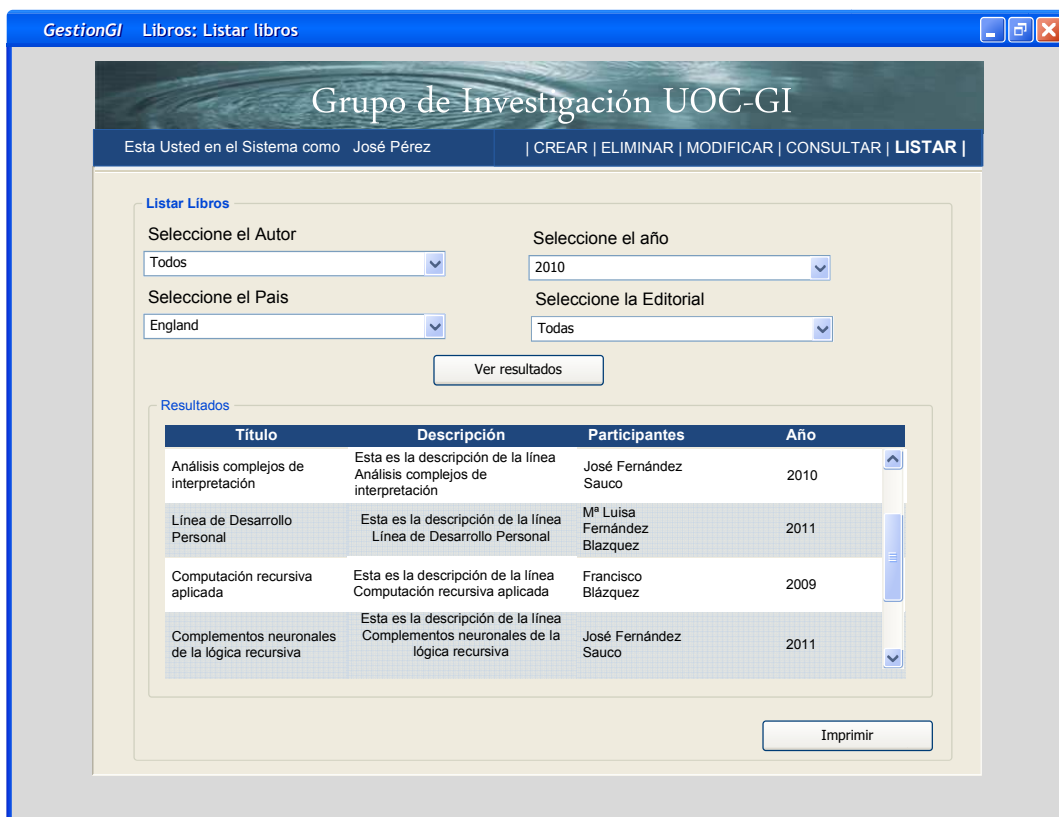 GestionGI Libros: Listar libros
Grupo de Investigación UOC-GI
Esta Usted en el Sistema como José Pérez
| CREAR | ELIMINAR | MODIFICAR | CONSULTAR | LISTAR |
Listar Líbros
Seleccione el Autor
Todos
Seleccione el año
2010
Seleccione el Pais
England
Seleccione la Editorial
Todas
Ver resultados
Resultados
Título Descripción Participantes Año
Análisis complejos de
interpretación
Esta es la descripción de la línea
Análisis complejos de
interpretación
José Fernández
Sauco
2010
Línea de Desarrollo
Personal
Esta es la descripción de la línea
Línea de Desarrollo Personal
Mª Luisa
Fernández
Blazquez
2011
Computación recursiva
aplicada
Esta es la descripción de la línea
Computación recursiva aplicada
Francisco
Blázquez
2009
Complementos neuronales
de la lógica recursiva
Esta es la descripción de la línea
Complementos neuronales de la
lógica recursiva
José Fernández
Sauco
2011
Imprimir